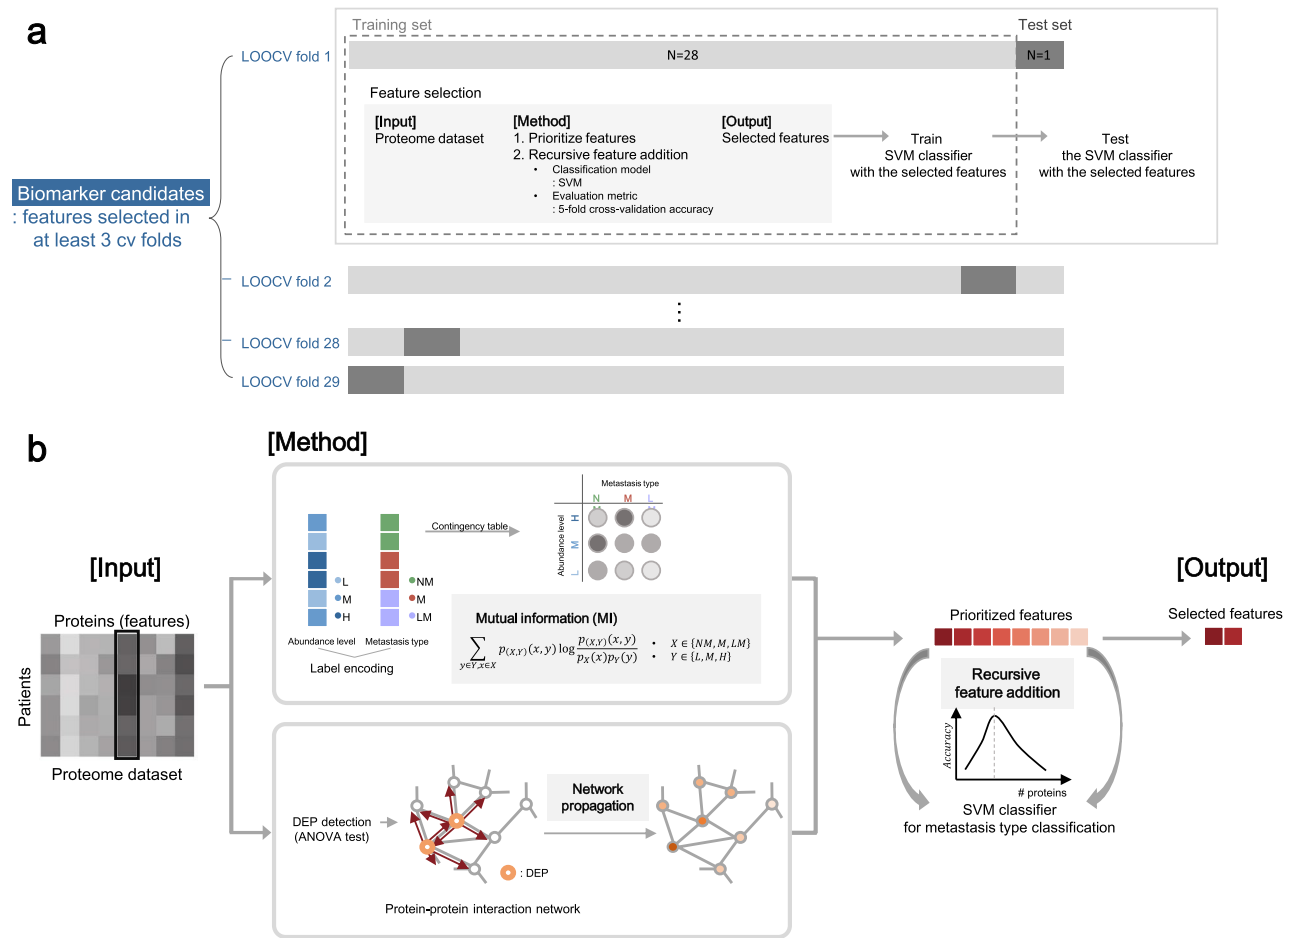 a
Training set
Test set
LOOCV fold 1
N=28
N=1
Feature selection
[Input]
Proteome dataset
[Method]
1. Prioritize features
2. Recursive feature addition
• Classification model
: SVM
• Evaluation metric
: 5-fold cross-validation accuracy
[Output]
Selected features
Train
SVM classifier
with the selected features
Test
the SVM classifier
with the selected features
Biomarker candidates
: features selected in
at least 3 cv folds
LOOCV fold 2
⋮
LOOCV fold 28
LOOCV fold 29
b
[Method]
[Input]
Proteins (features)
Patients
Proteome dataset
L
M
H
Abundance level
NM
M
LM
Metastasis type
Label encoding
Contingency table
Metastasis type
N M L
M M
Abundance level
H
M
L
Mutual information (MI)
∑ y∈Y,x∈X p(X,Y)(x, y) log p(X,Y)(x, y) / pX(x)pY(y)
• X ∈ {NM, M, LM}
• Y ∈ {L, M, H}
DEP detection
(ANOVA test)
: DEP
Network
propagation
Protein-protein interaction network
Prioritized features
Recursive
feature addition
Accuracy
# proteins
SVM classifier
for metastasis type classification
[Output]
Selected features